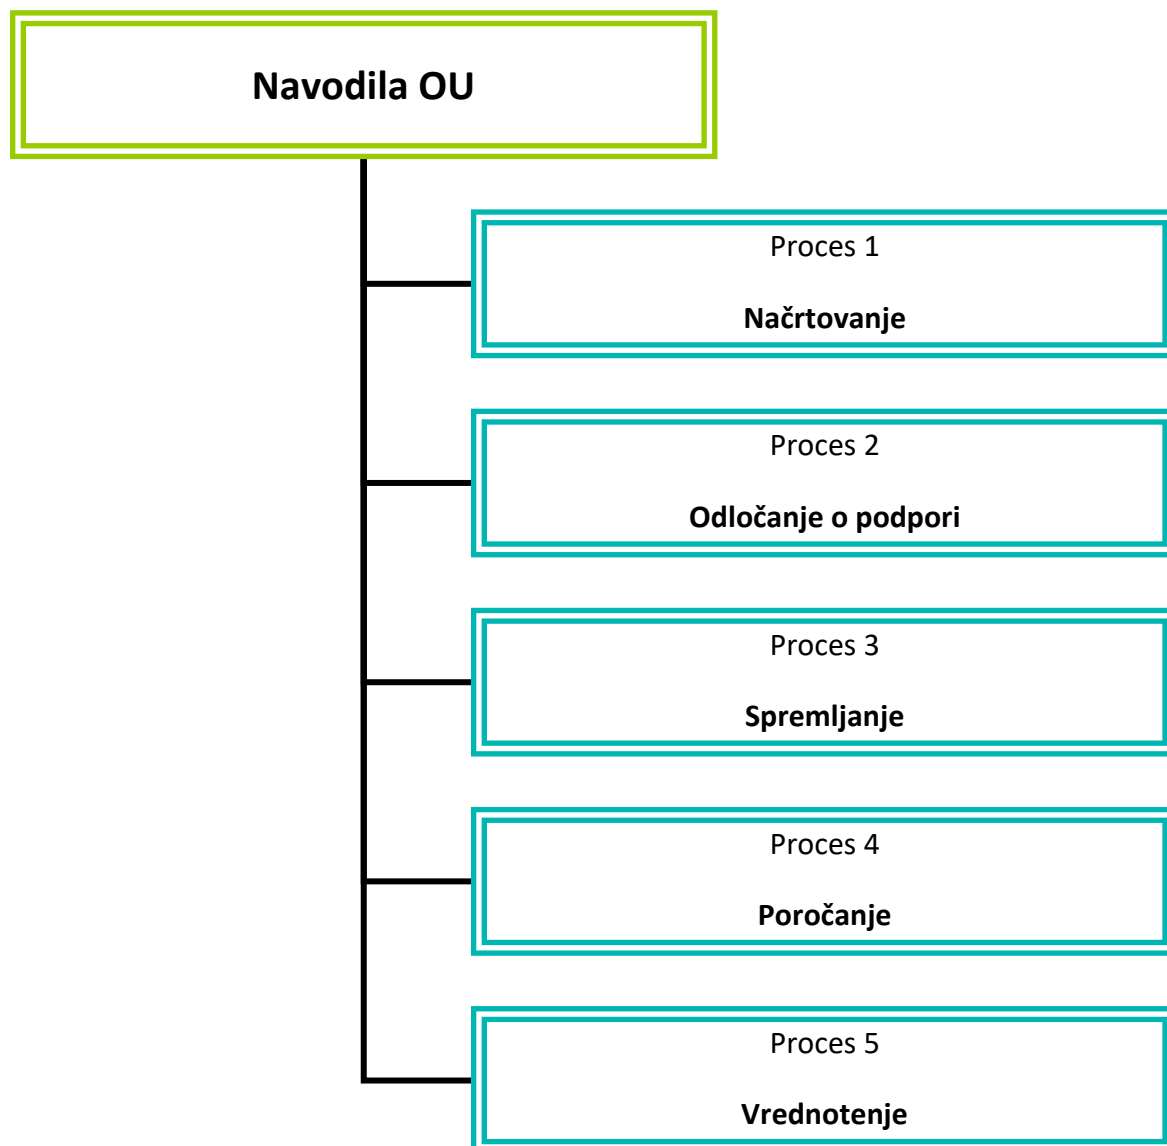 Navodila OU
Proces 1
Načrtovanje
Proces 2
Odločanje o podpori
Proces 3
Spremljanje
Proces 4
Poročanje
Proces 5
Vrednotenje